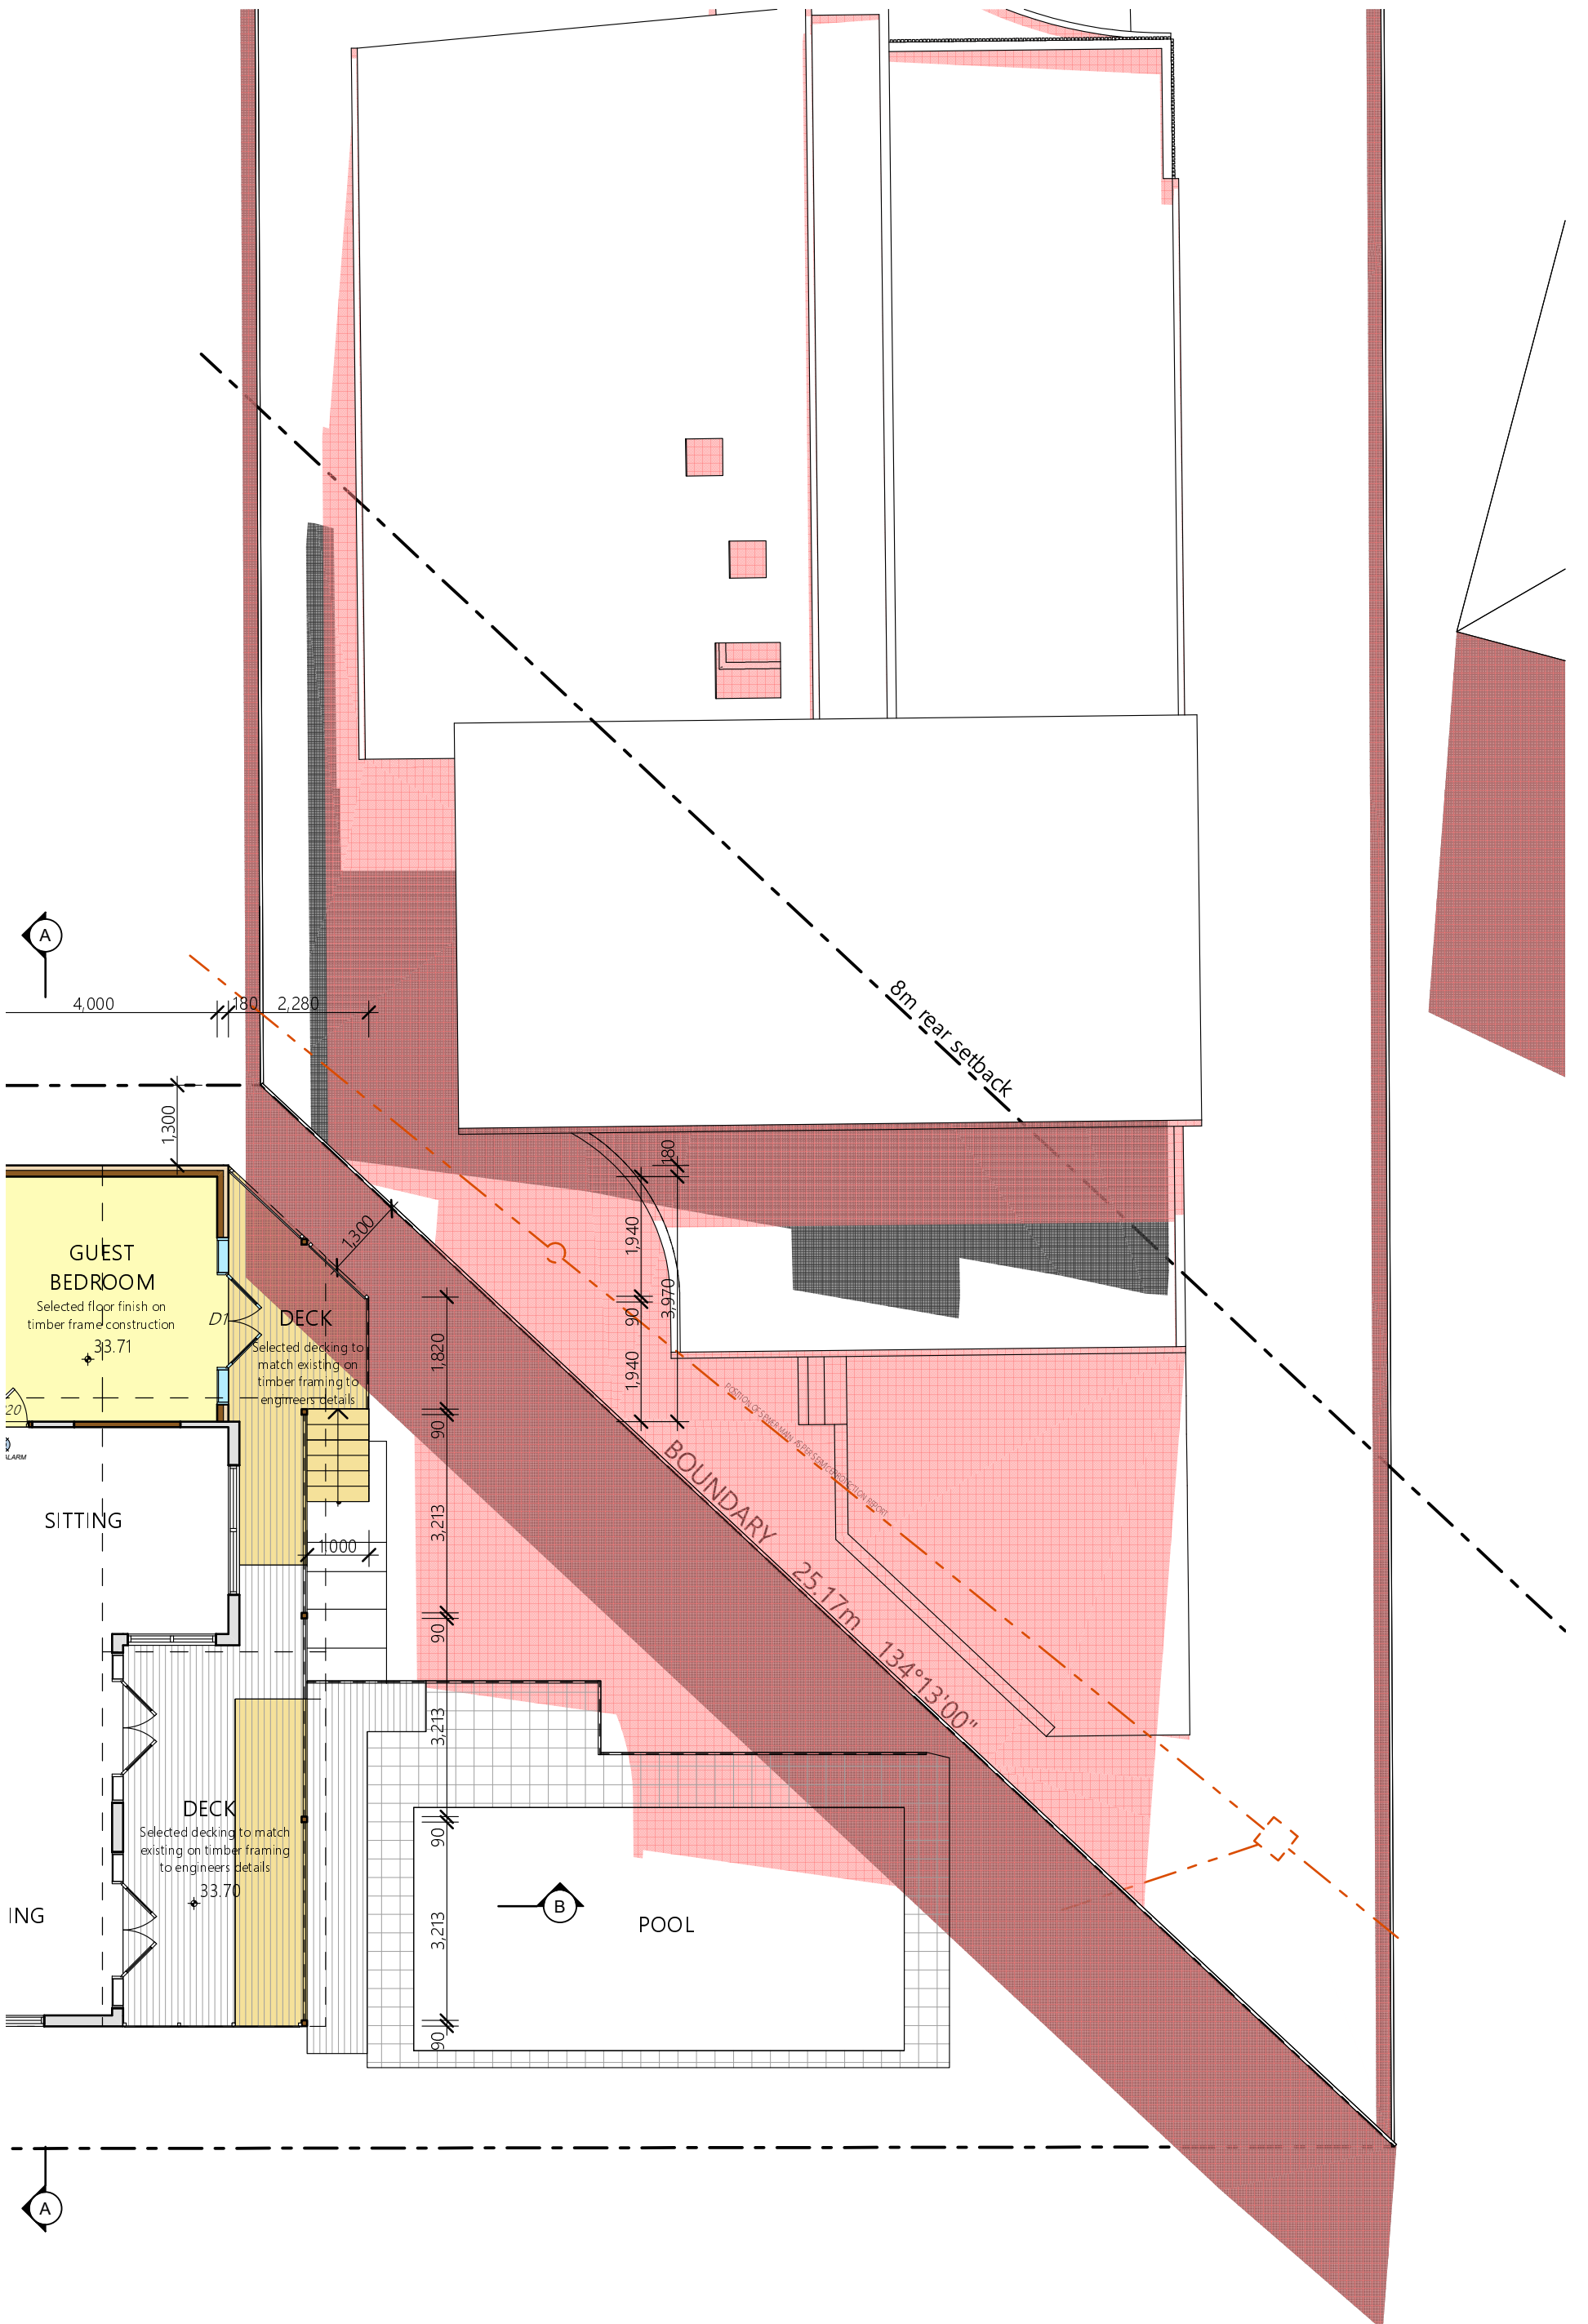 A
4,000
180
2,280
8m rear setback
1,300
180
1,300
1,940
90
3,970
1,940
GUEST
BEDROOM
Selected floor finish on
timber frame construction
33.71
D1
DECK
Selected decking to
match existing on
timber framing to
engineers details
1,820
90
20
ALARM
SITTING
3,213
1,000
90
BOUNDARY 25.17m 134°13'00"
3,213
DECK
Selected decking to match
existing on timber framing
to engineers details
33.70
90
ING
B
POOL
3,213
90
A